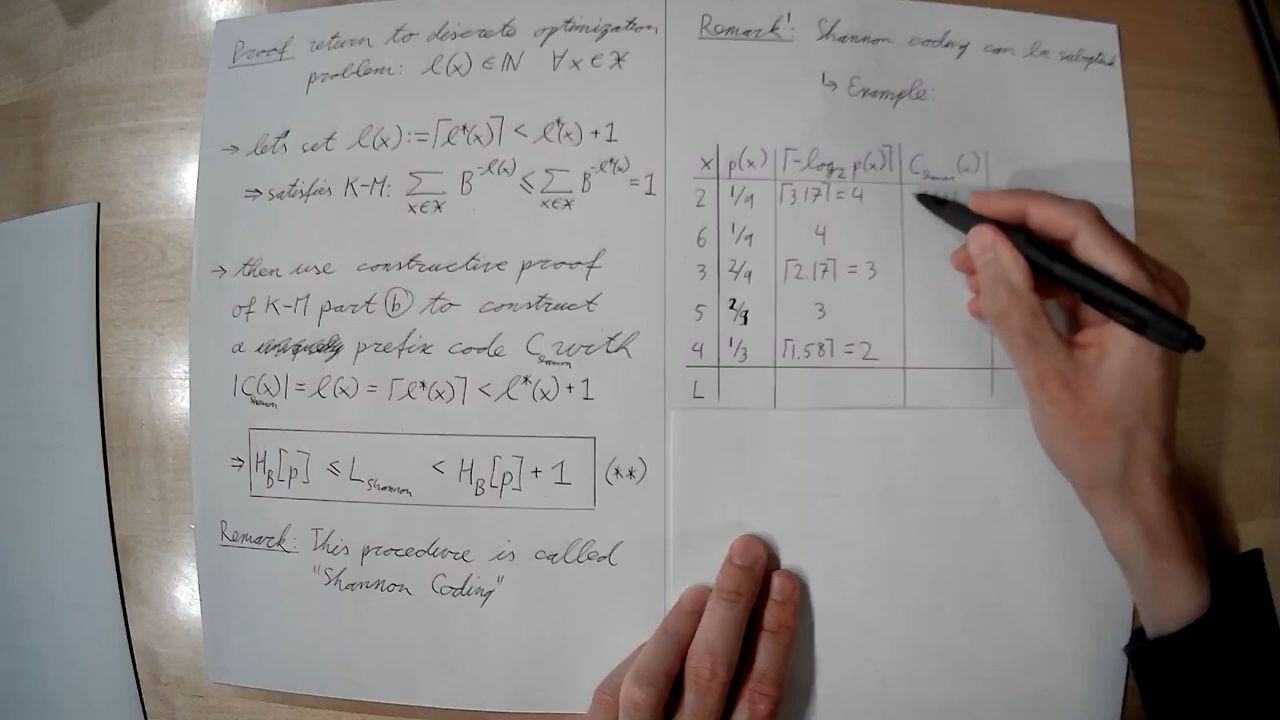 Proof: return to discrete optimization
problem: l(x) ∈ ℕ ∀x ∈ 𝒳
→ let's set l(x) := ⌈l*(x)⌉ < l*(x) + 1
⇒ satisfies K-M: ∑_{x∈𝒳} B^{-l(x)} ≤ ∑_{x∈𝒳} B^{-l*(x)} = 1
→ then use constructive proof
of K-M part ⓑ to construct
a prefix code C_Shannon with
|C_Shannon(x)| = l(x) = ⌈l*(x)⌉ < l*(x) + 1
⇒ H_B[p] ≤ L_Shannon < H_B[p] + 1 (**)
Remark: This procedure is called
"Shannon Coding"
Remark': Shannon coding can be
↳ Example:
x p(x) ⌈-log₂ p(x)⌉ C_Shannon(x)
2 1/9 ⌈3.17⌉ = 4
6 1/9 4
3 2/9 ⌈2.17⌉ = 3
5 2/9 3
4 1/3 ⌈1.58⌉ = 2
L